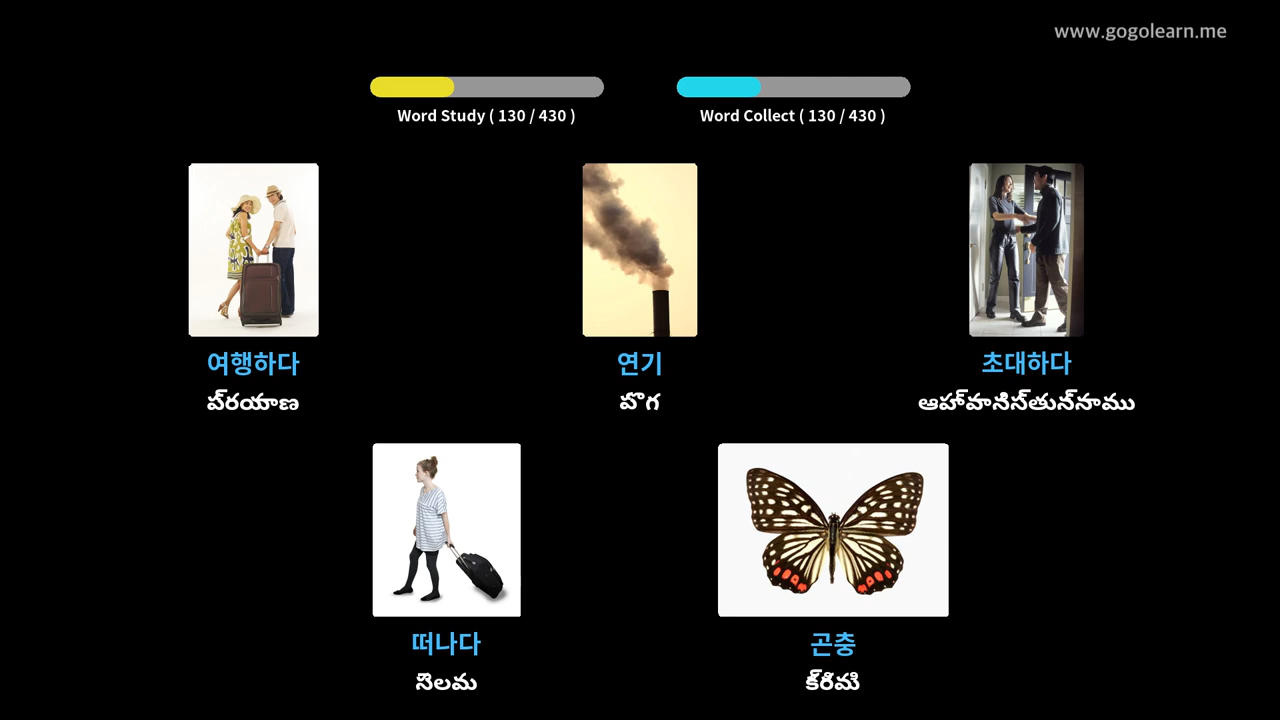 www.gogolearn.me
Word Study ( 130 / 430 )
Word Collect ( 130 / 430 )
여행하다
ప్రయాణ
연기
పొగ
초대하다
ఆహ్వానిస్తున్నాము
떠나다
సెలవు
곤충
క్రిమి